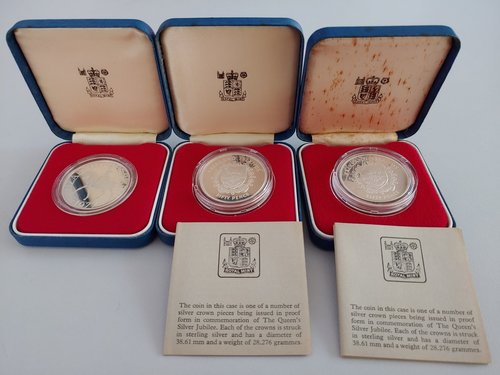 FIFTY PENCE
FIFTY PENCE
ROYAL MINT
The coin in this case is one of a number of
silver crown pieces being issued in proof
form in commemoration of The Queen's
Silver Jubilee. Each of the crowns is struck
in sterling silver and has a diameter of
38.61 mm and a weight of 28.276 grammes.
ROYAL MINT
The coin in this case is one of a number of
silver crown pieces being issued in proof
form in commemoration of The Queen's
Silver Jubilee. Each of the crowns is struck
in sterling silver and has a diameter of
38.61 mm and a weight of 28.276 grammes.